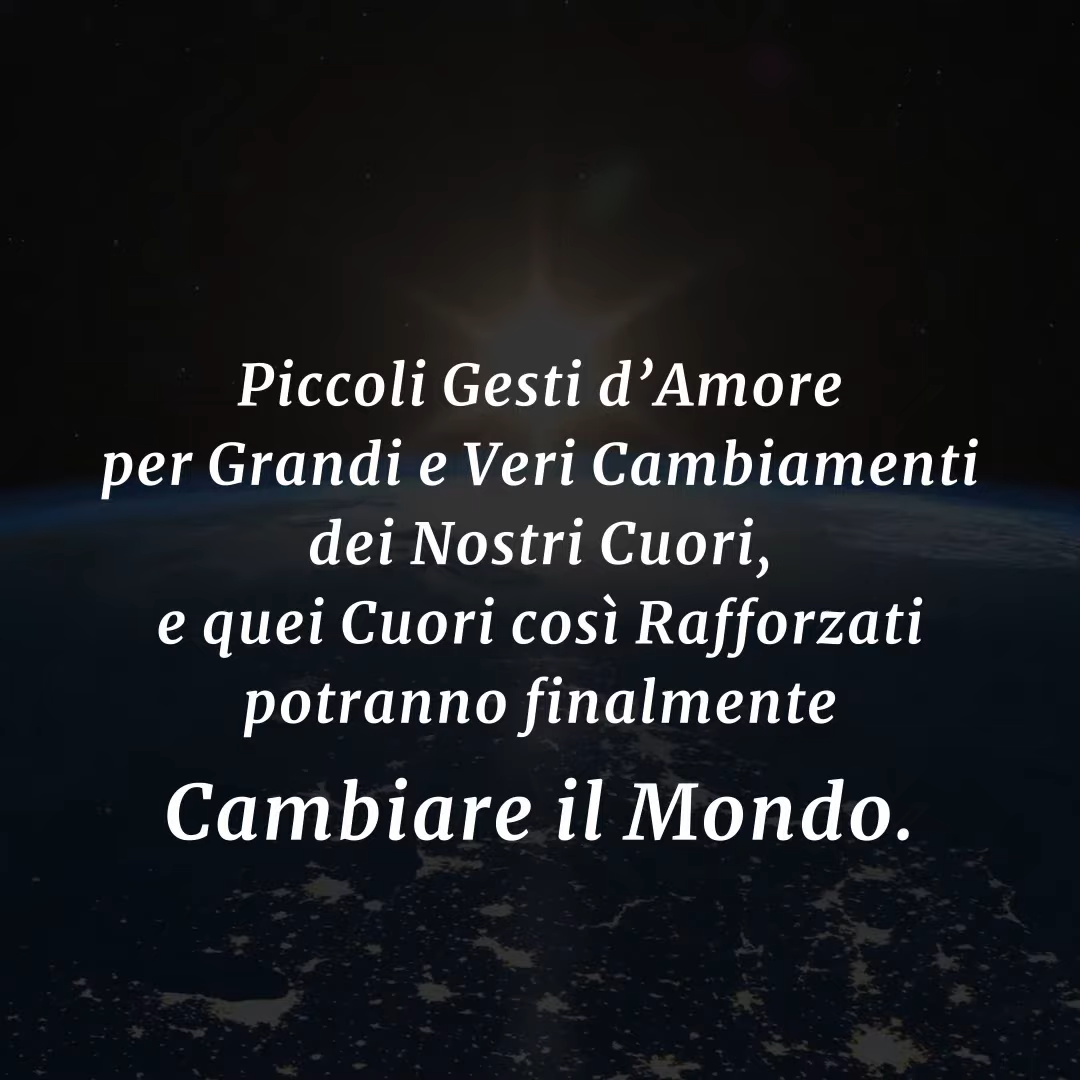 Piccoli Gesti d’Amore
per Grandi e Veri Cambiamenti
dei Nostri Cuori,
e quei Cuori così Rafforzati
potranno finalmente
Cambiare il Mondo.